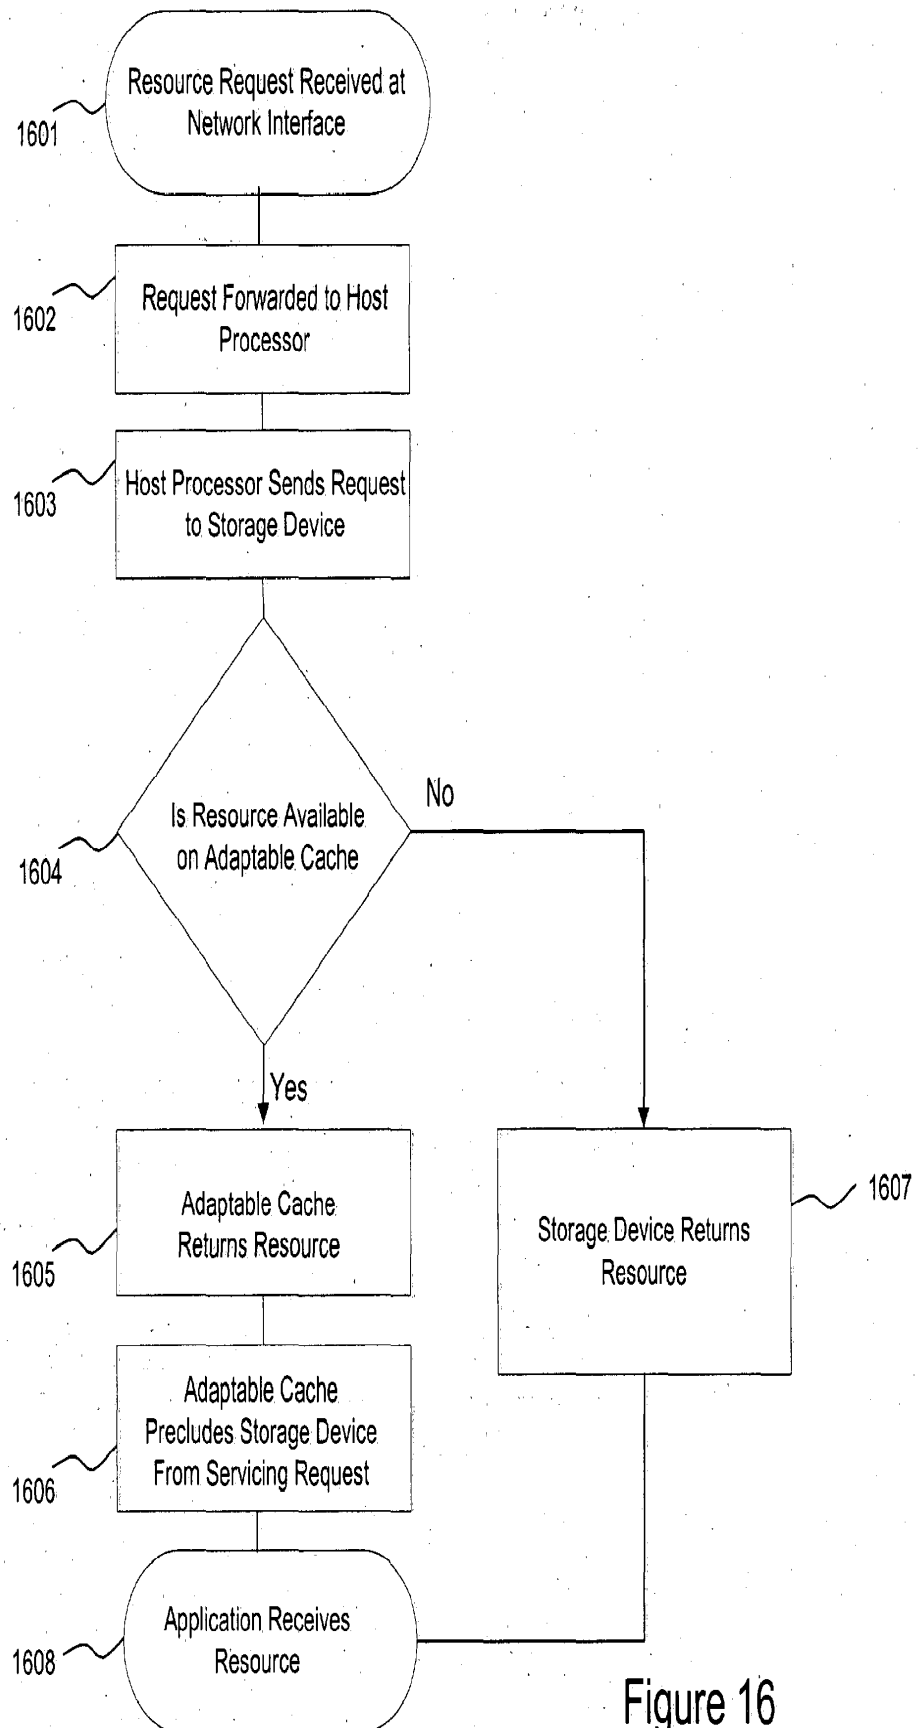 Resource Request Received at
Network Interface
1601
Request Forwarded to Host
Processor
1602
Host Processor Sends Request
to Storage Device
1603
No
Is Resource Available
on Adaptable Cache
1604
Yes
Adaptable Cache
Returns Resource
1605
Storage Device Returns
Resource
1607
Adaptable Cache
Precludes Storage Device
From Servicing Request
1606
Application Receives
Resource
1608
Figure 16